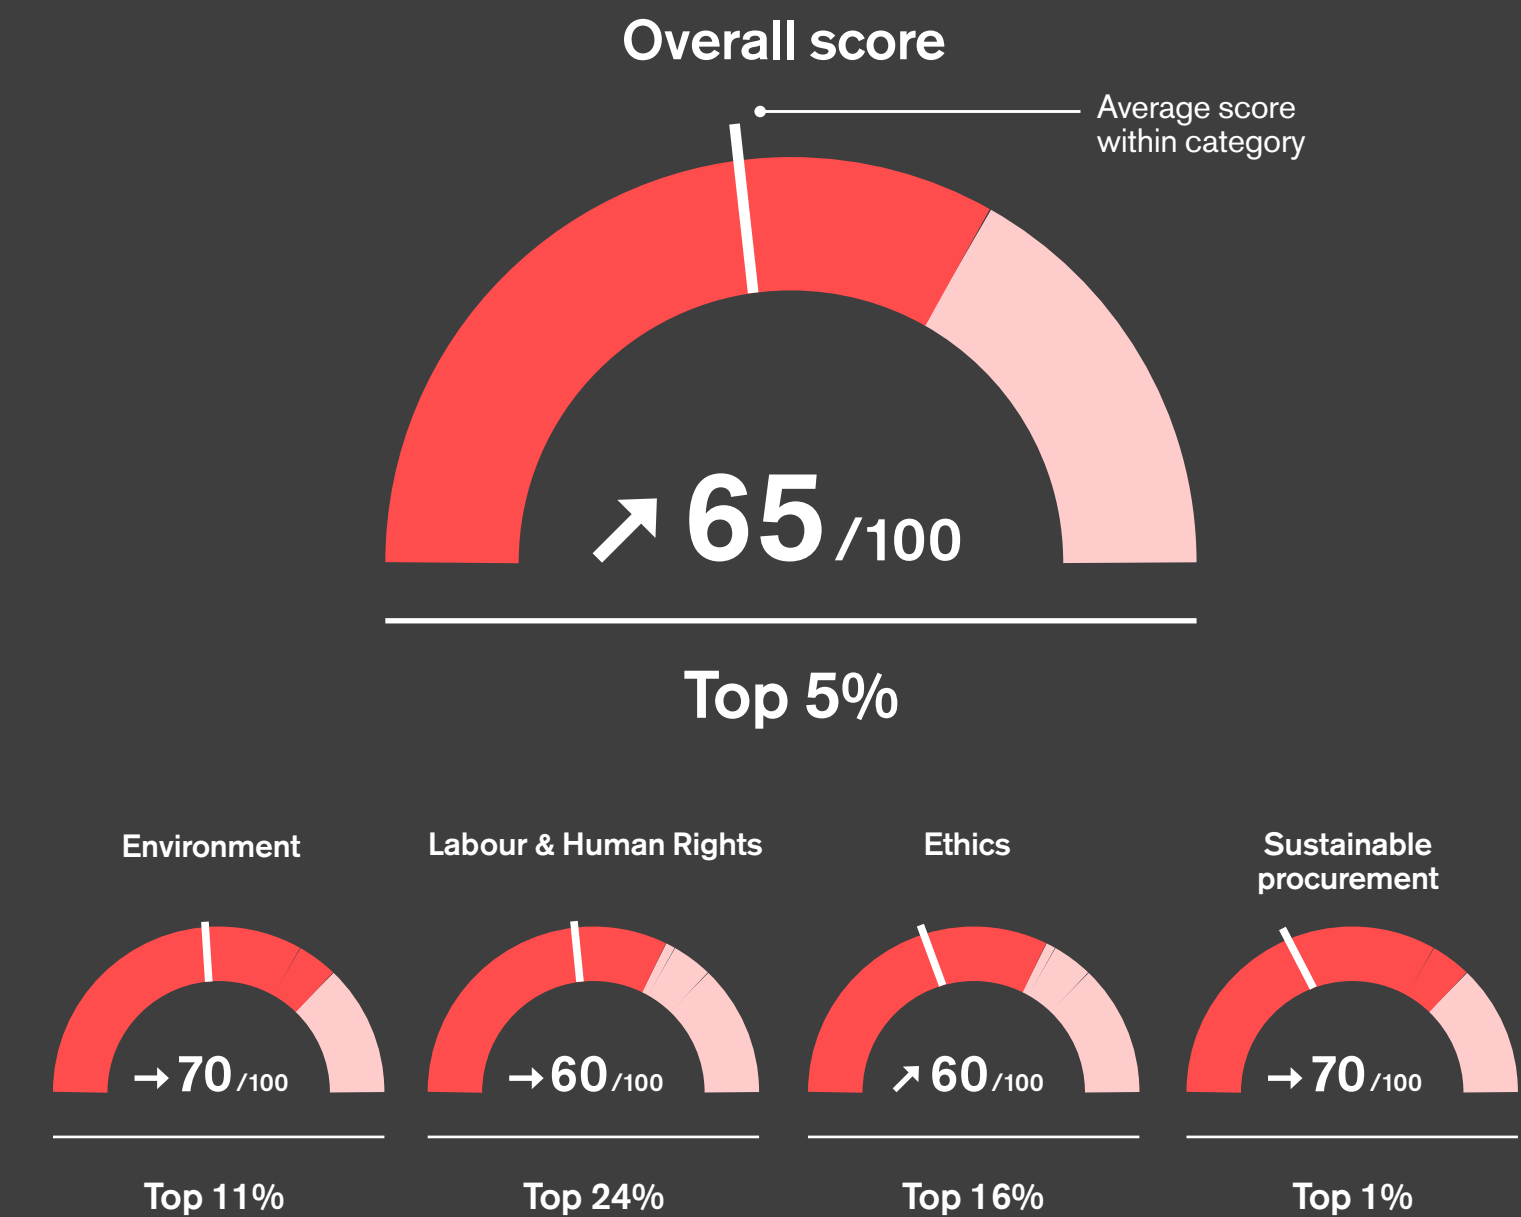 Overall score
Average score
within category
↗ 65/100
Top 5%
Environment
→ 70/100
Top 11%
Labour & Human Rights
→ 60/100
Top 24%
Ethics
↗ 60/100
Top 16%
Sustainable
procurement
→ 70/100
Top 1%